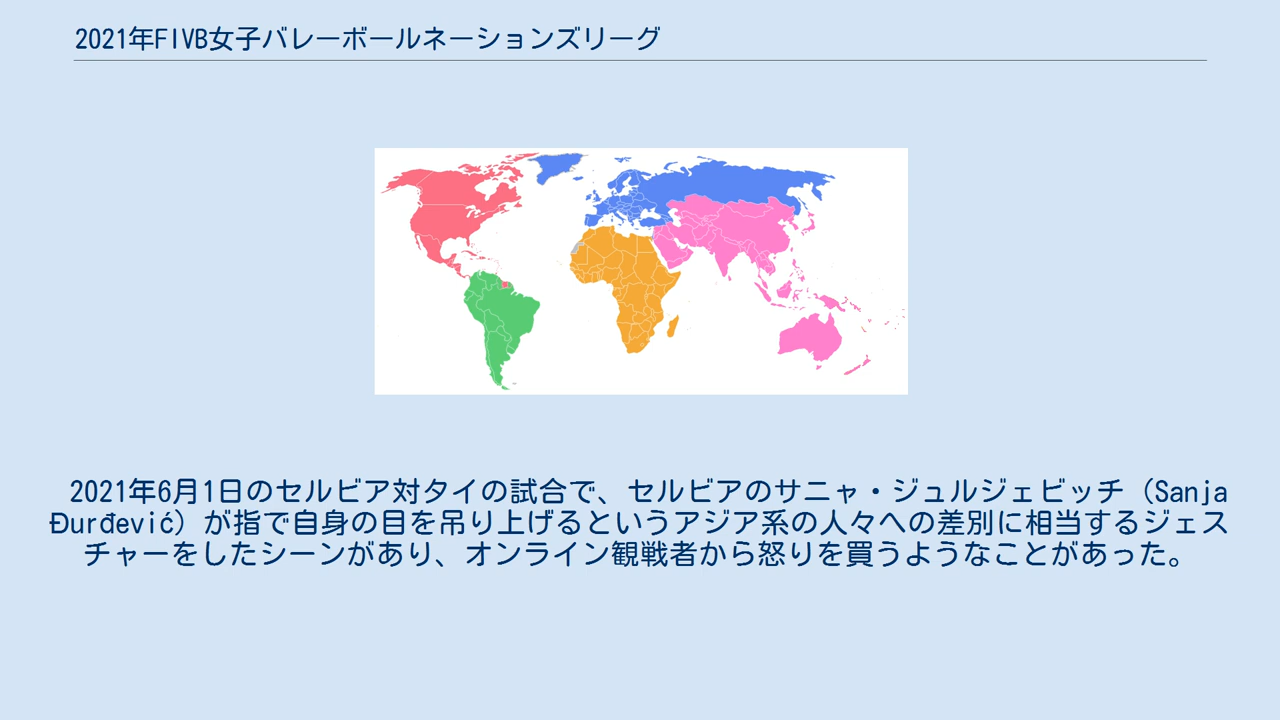 2021年FIVB女子バレーボールネーションズリーグ
2021年6月1日のセルビア対タイの試合で、セルビアのサニャ・ジュルジェビッチ（Sanja
Đurđević）が指で自身の目を吊り上げるというアジア系の人々への差別に相当するジェス
チャーをしたシーンがあり、オンライン観戦者から怒りを買うようなことがあった。